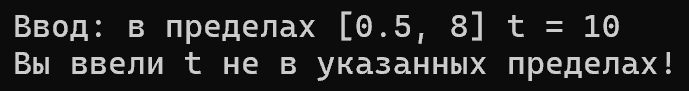 Ввод: в пределах [0.5, 8] t = 10
Вы ввели t не в указанных пределах!